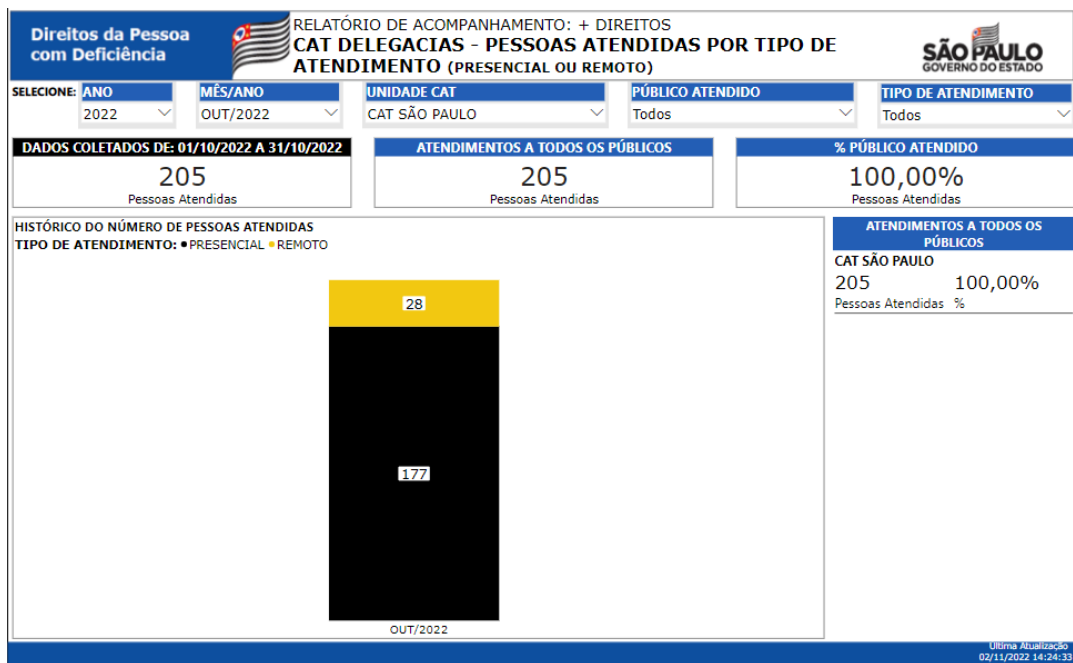 Direitos da Pessoa
com Deficiência
RELATÓRIO DE ACOMPANHAMENTO: + DIREITOS
CAT DELEGACIAS - PESSOAS ATENDIDAS POR TIPO DE
ATENDIMENTO (PRESENCIAL OU REMOTO)
SÃO PAULO
GOVERNO DO ESTADO
SELECIONE: ANO MÊS/ANO UNIDADE CAT PÚBLICO ATENDIDO TIPO DE ATENDIMENTO
2022 OUT/2022 CAT SÃO PAULO Todos Todos
DADOS COLETADOS DE: 01/10/2022 A 31/10/2022
205
Pessoas Atendidas
ATENDIMENTOS A TODOS OS PÚBLICOS
205
Pessoas Atendidas
% PÚBLICO ATENDIDO
100,00%
Pessoas Atendidas
HISTÓRICO DO NÚMERO DE PESSOAS ATENDIDAS
TIPO DE ATENDIMENTO: PRESENCIAL REMOTO
28
177
OUT/2022
ATENDIMENTOS A TODOS OS
PÚBLICOS
CAT SÃO PAULO
205 100,00%
Pessoas Atendidas %
Ultima Atualização
02/11/2022 14:24:33